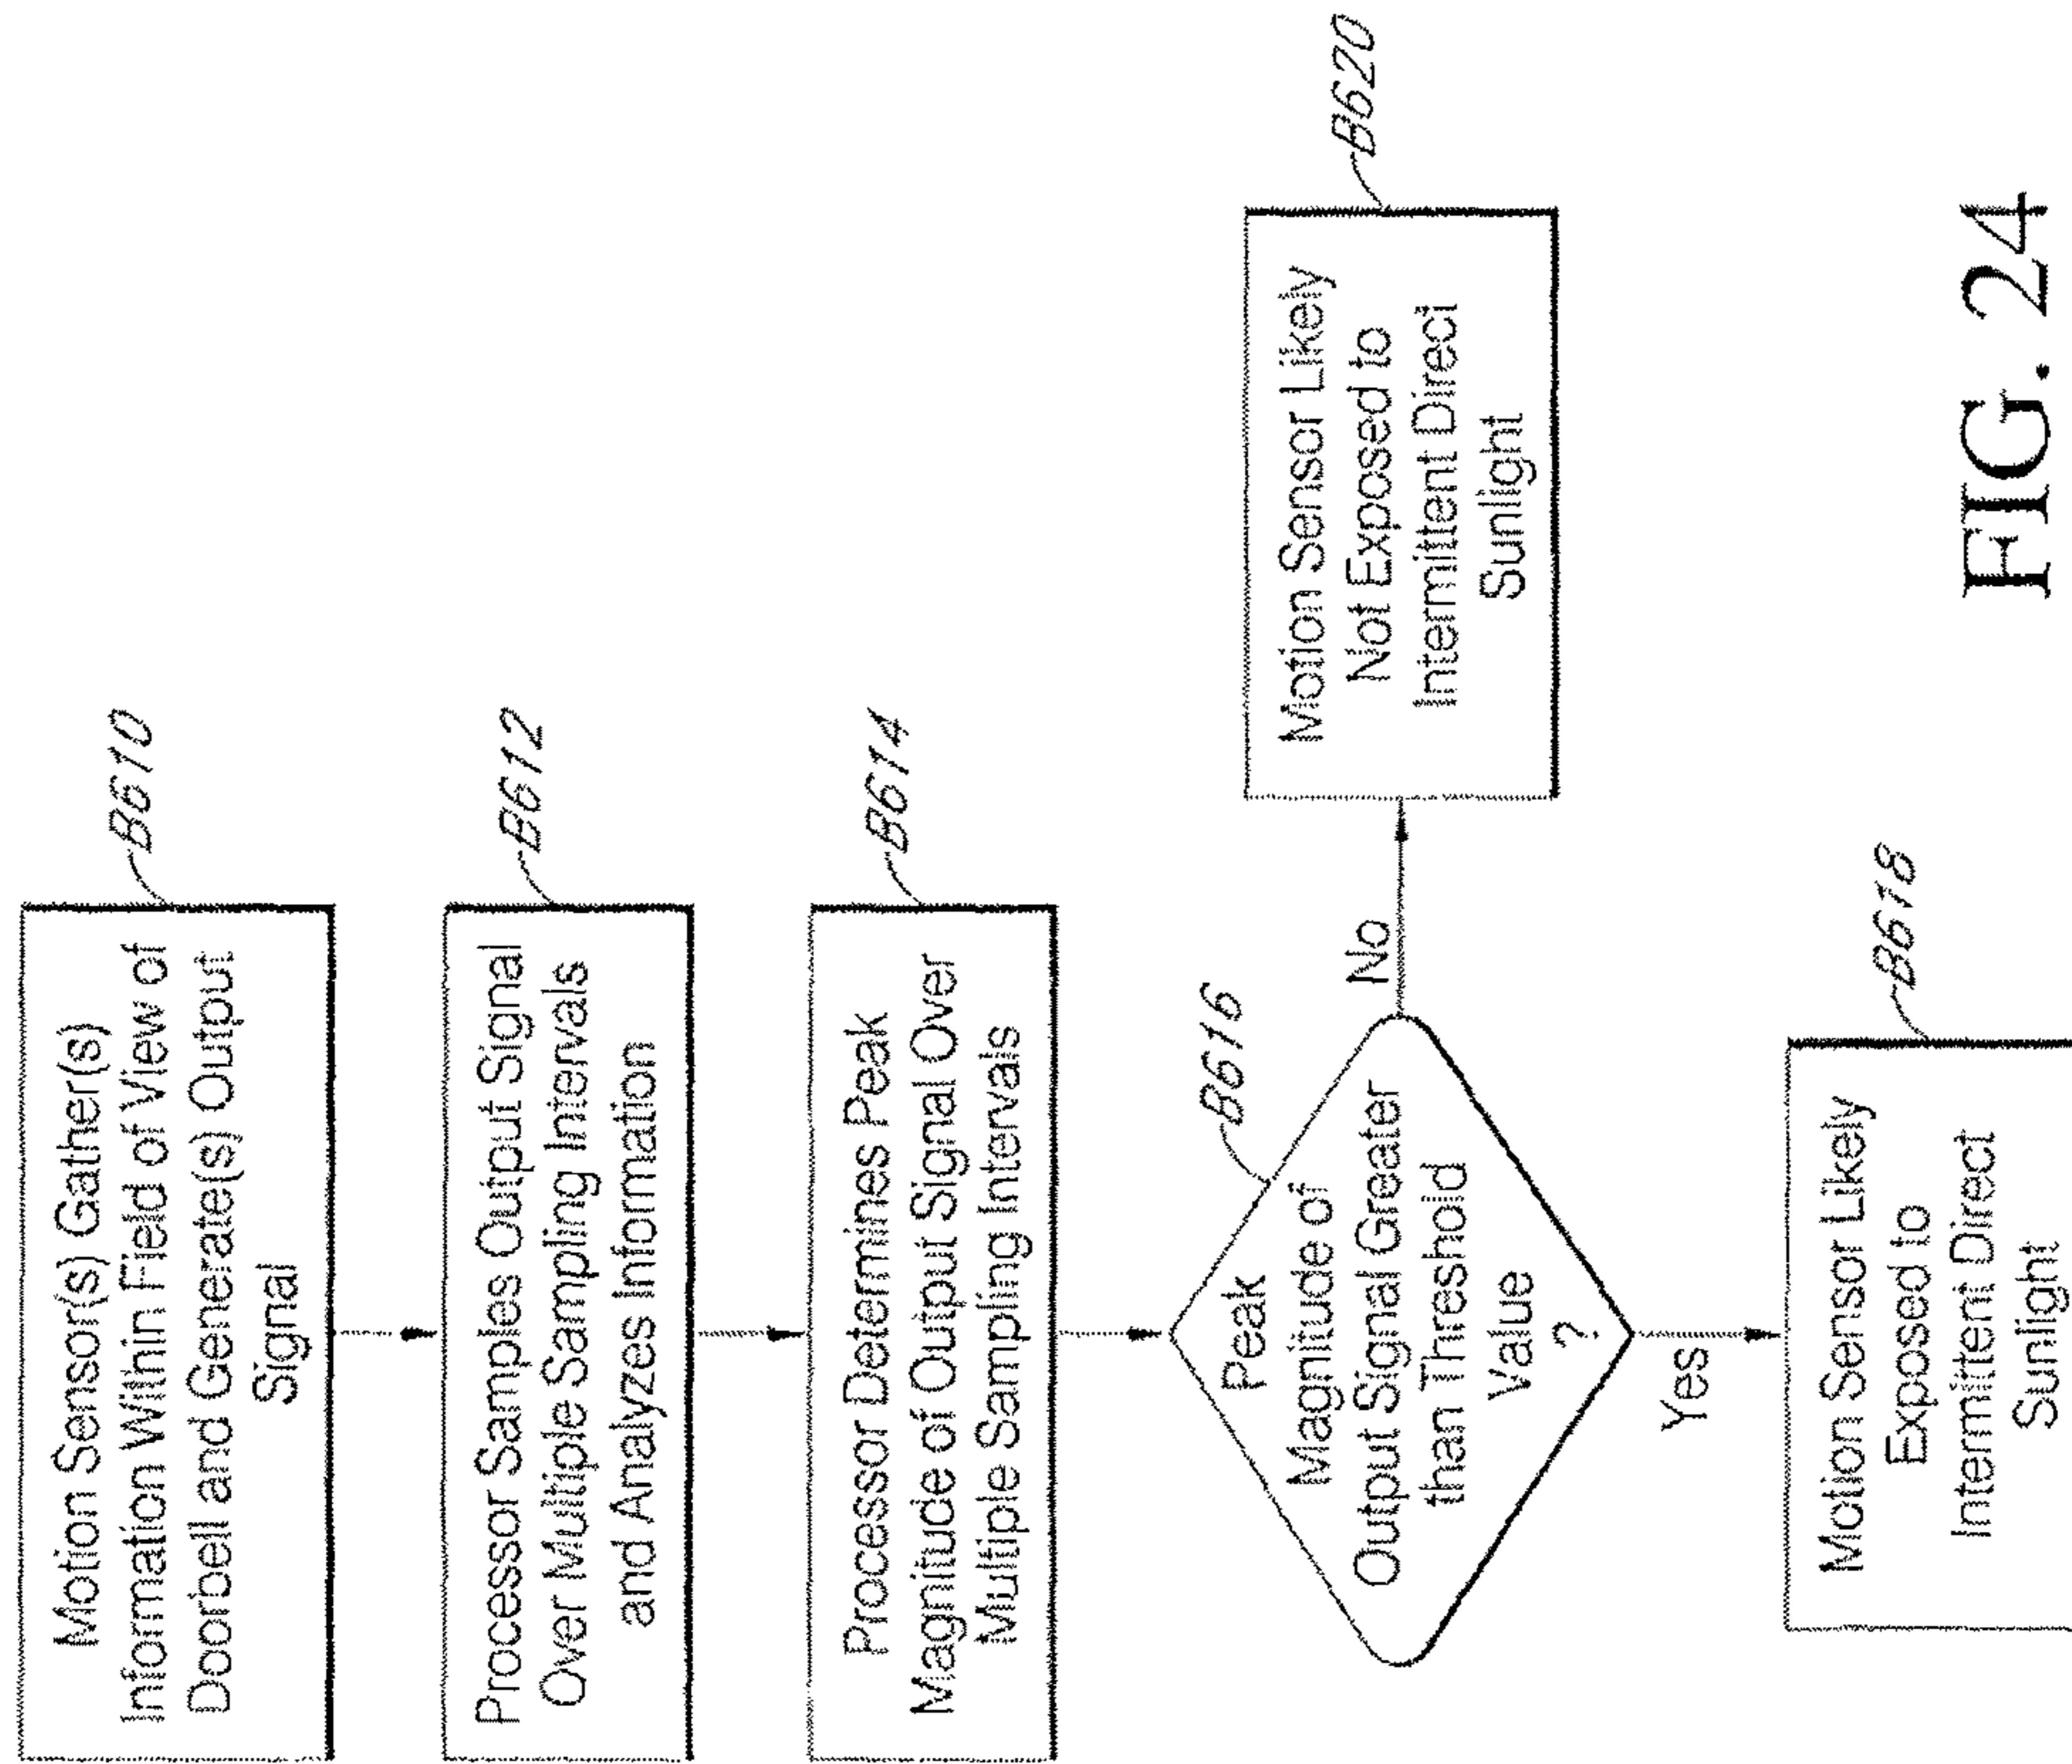 B610
Motion Sensor(s) Gather(s)
Information Within Field of View of
Doorbell and Generate(s) Output
Signal
B612
Processor Samples Output Signal
Over Multiple Sampling Intervals
and Analyzes Information
B614
Processor Determines Peak
Magnitude of Output Signal Over
Multiple Sampling Intervals
B616
Peak
Magnitude of
Output Signal Greater
than Threshold
Value
?
No
B620
Motion Sensor Likely
Not Exposed to
Intermittent Direct
Sunlight
Yes
B618
Motion Sensor Likely
Exposed to
Intermittent Direct
Sunlight
FIG. 24